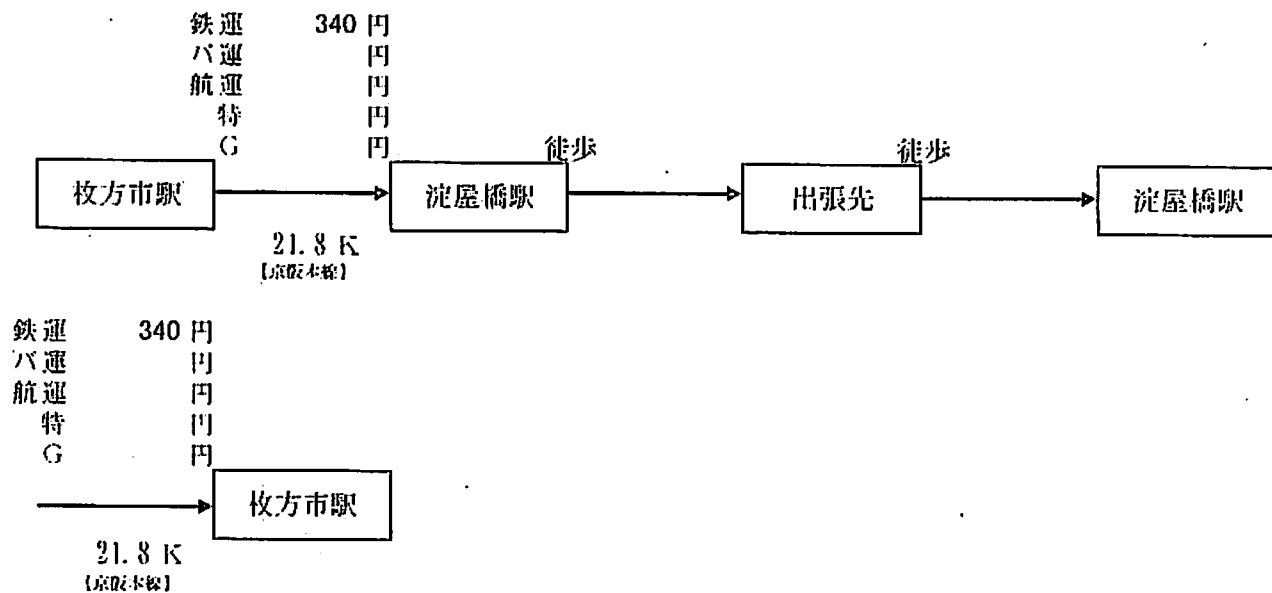 鉄運 340 円
バ運 円
航運 円
特 円
G 円
徒歩 徒歩
枚方市駅 淀屋橋駅 出張先 淀屋橋駅
21.8 K
【京阪本線】
鉄運 340 円
バ運 円
航運 円
特 円
G 円
枚方市駅
21.8 K
【京阪本線】